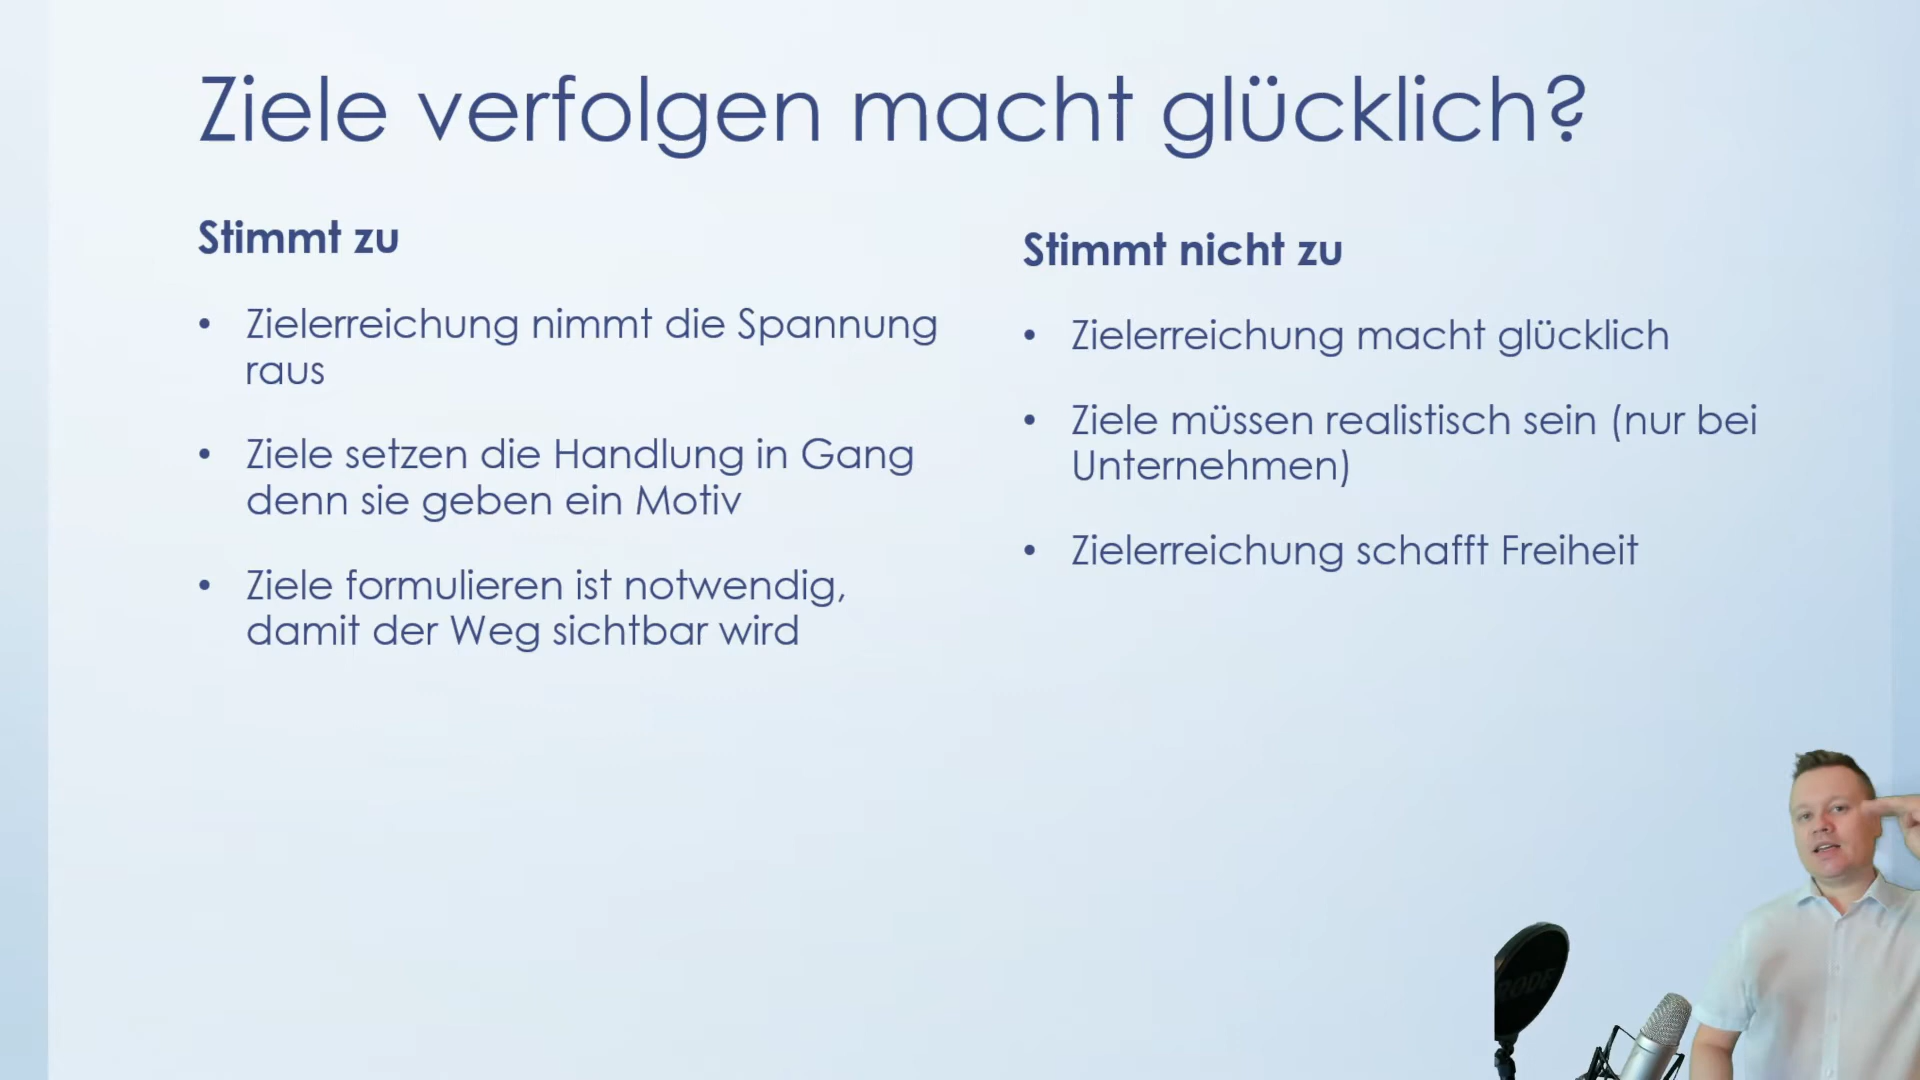 Ziele verfolgen macht glücklich?
Stimmt zu
• Zielerreichung nimmt die Spannung
raus
• Ziele setzen die Handlung in Gang
denn sie geben ein Motiv
• Ziele formulieren ist notwendig,
damit der Weg sichtbar wird
Stimmt nicht zu
• Zielerreichung macht glücklich
• Ziele müssen realistisch sein (nur bei
Unternehmen)
• Zielerreichung schafft Freiheit
RODE